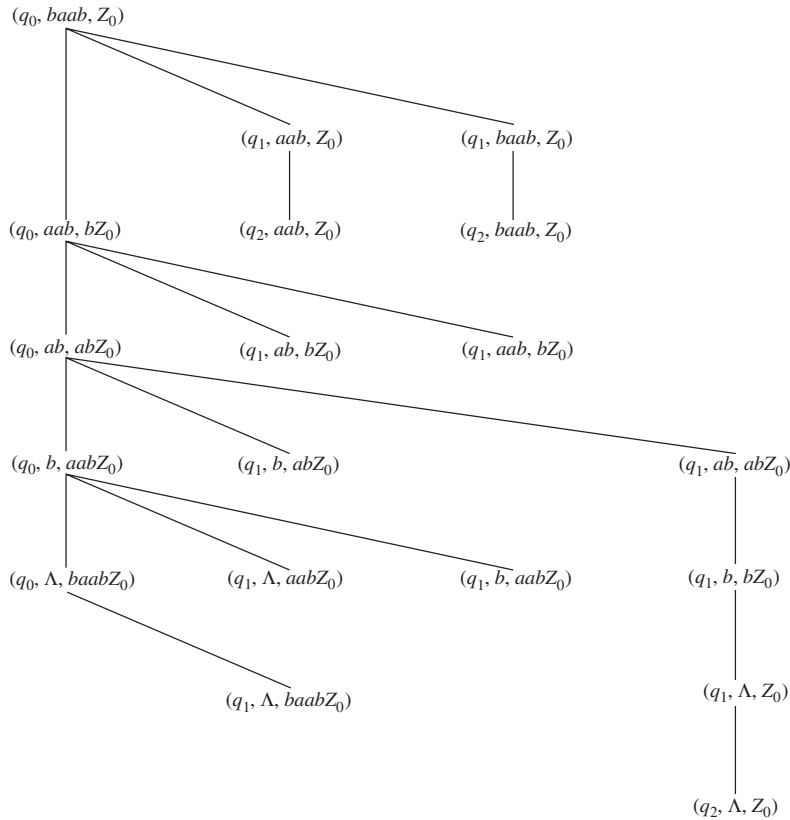 (q₀, baab, Z₀)
(q₁, aab, Z₀) (q₁, baab, Z₀)
(q₀, aab, bZ₀) (q₂, aab, Z₀) (q₂, baab, Z₀)
(q₀, ab, abZ₀) (q₁, ab, bZ₀) (q₁, aab, bZ₀)
(q₀, b, aabZ₀) (q₁, b, abZ₀) (q₁, ab, abZ₀)
(q₀, Λ, baabZ₀) (q₁, Λ, aabZ₀) (q₁, b, aabZ₀) (q₁, b, bZ₀)
(q₁, Λ, baabZ₀) (q₁, Λ, Z₀)
(q₂, Λ, Z₀)